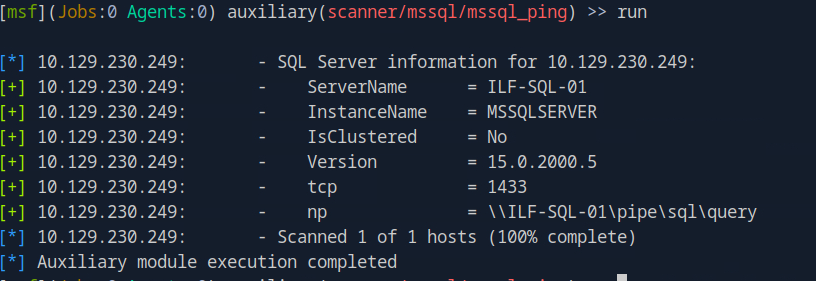 [msf](Jobs:0 Agents:0) auxiliary(scanner/mssql/mssql_ping) >> run
[*] 10.129.230.249: - SQL Server information for 10.129.230.249:
[+] 10.129.230.249: - ServerName = ILF-SQL-01
[+] 10.129.230.249: - InstanceName = MSSQLSERVER
[+] 10.129.230.249: - IsClustered = No
[+] 10.129.230.249: - Version = 15.0.2000.5
[+] 10.129.230.249: - tcp = 1433
[+] 10.129.230.249: - np = \\ILF-SQL-01\pipe\sql\query
[*] 10.129.230.249: - Scanned 1 of 1 hosts (100% complete)
[*] Auxiliary module execution completed